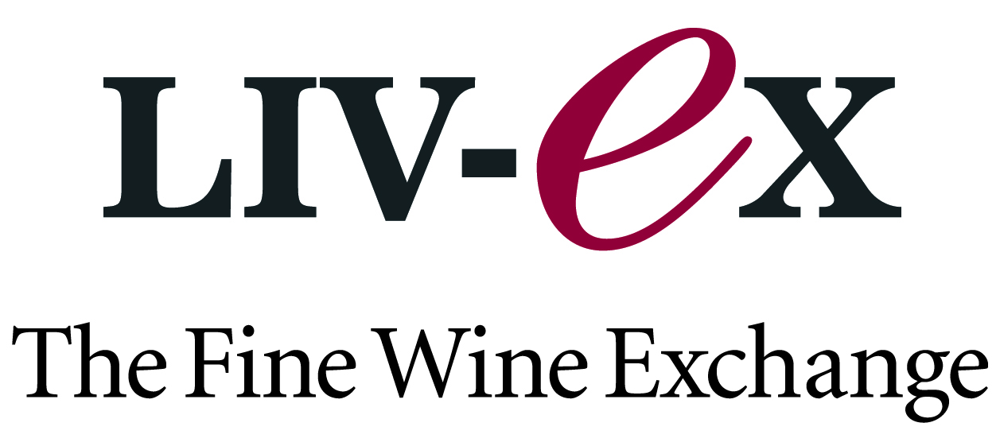 LIV-eX
The Fine Wine Exchange